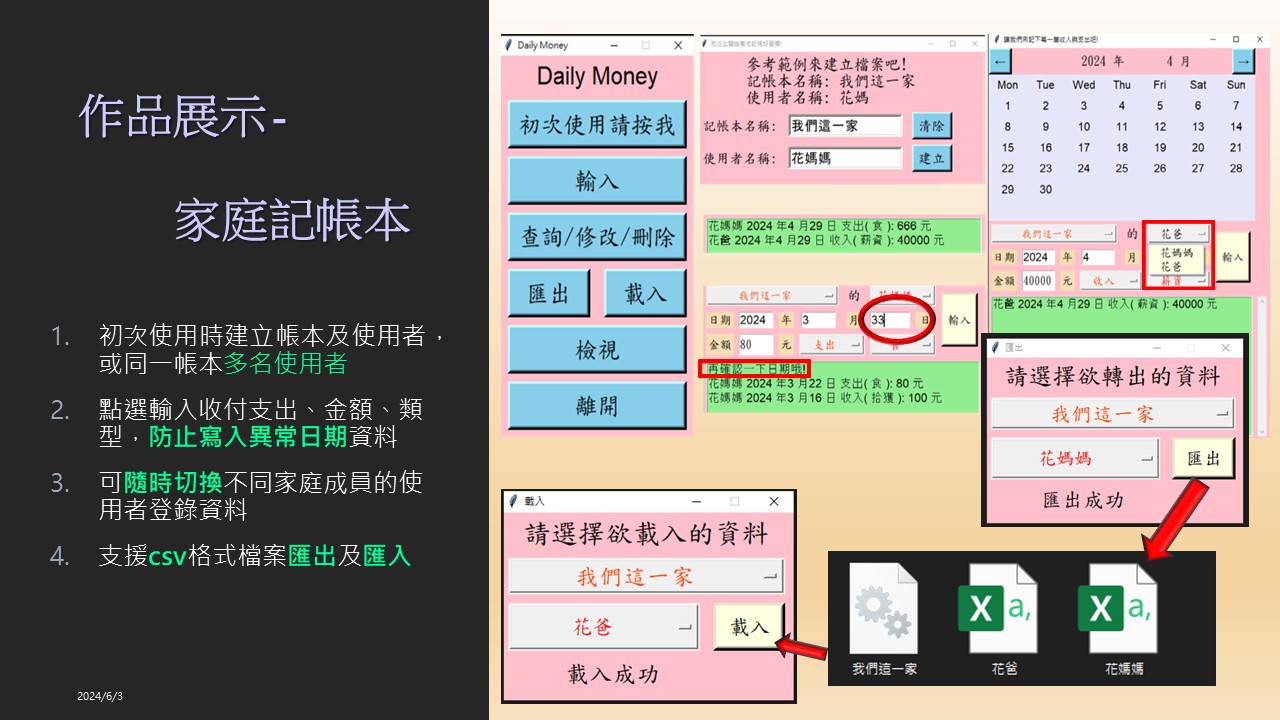 作品展示-
家庭記帳本
1. 初次使用時建立帳本及使用者，
或同一帳本多名使用者
2. 點選輸入收付支出、金額、類
型，防止寫入異常日期資料
3. 可隨時切換不同家庭成員的使
用者登錄資料
4. 支援csv格式檔案匯出及匯入
2024/6/3
Daily Money
Daily Money
初次使用請按我
輸入
查詢/修改/刪除
匯出 載入
檢視
離開
參考範例來建立檔案吧!
記帳本名稱: 我們這一家
使用者名稱: 花媽
記帳本名稱: 我們這一家 清除
使用者名稱: 花媽媽 建立
花媽媽 2024 年4 月29 日 支出( 食 ): 666 元
花爸 2024 年4 月29 日 收入( 薪資 ): 40000 元
我們這一家 的 花媽媽
日期 2024 年 3 月 33 日 輸入
金額 80 元 支出 食
再確認一下日期哦!
花媽媽 2024 年3 月22 日 支出( 食 ): 80 元
花媽媽 2024 年3 月16 日 收入( 拾獲 ): 100 元
讓我們來記下每一筆收入與支出吧!
← 2024 年 4 月 →
Mon Tue Wed Thu Fri Sat Sun
1 2 3 4 5 6 7
8 9 10 11 12 13 14
15 16 17 18 19 20 21
22 23 24 25 26 27 28
29 30
我們這一家 的 花爸
日期 2024 年 4 月 花媽媽 輸入
花爸
金額 40000 元 收入 薪資
花爸 2024 年4 月29 日 收入( 薪資 ): 40000 元
匯出
請選擇欲轉出的資料
我們這一家
花媽媽 匯出
匯出成功
載入
請選擇欲載入的資料
我們這一家
花爸 載入
載入成功
X a, X a,
我們這一家 花爸 花媽媽